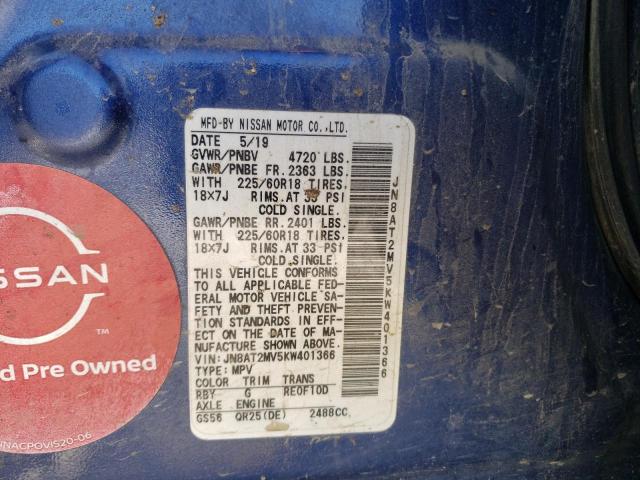 MFD-BY NISSAN MOTOR CO.,LTD.
DATE 5/19
GVWR/PNBV 4720 LBS.
GAWR/PNBE FR. 2363 LBS.
WITH 225/60R18 TIRES.
18X7J RIMS.AT 33 PSI
COLD SINGLE.
GAWR/PNBE RR. 2401 LBS.
WITH 225/60R18 TIRES.
18X7J RIMS.AT 33 PSI
COLD.SINGLE.
THIS VEHICLE CONFORMS
TO ALL APPLICABLE FED-
ERAL MOTOR VEHICLE SA-
FETY AND THEFT PREVEN-
TION STANDARDS IN EFF-
ECT ON THE DATE OF MA-
NUFACTURE SHOWN ABOVE.
VIN: JN8AT2MV5KW401366
TYPE: MPV
COLOR TRIM TRANS
RBY G RE0F10D
AXLE ENGINE
GS56 QR25(DE) 2488CC
JN8AT2MV5KW401366
ISSAN
d Pre Owned
NACPOVIS20-06